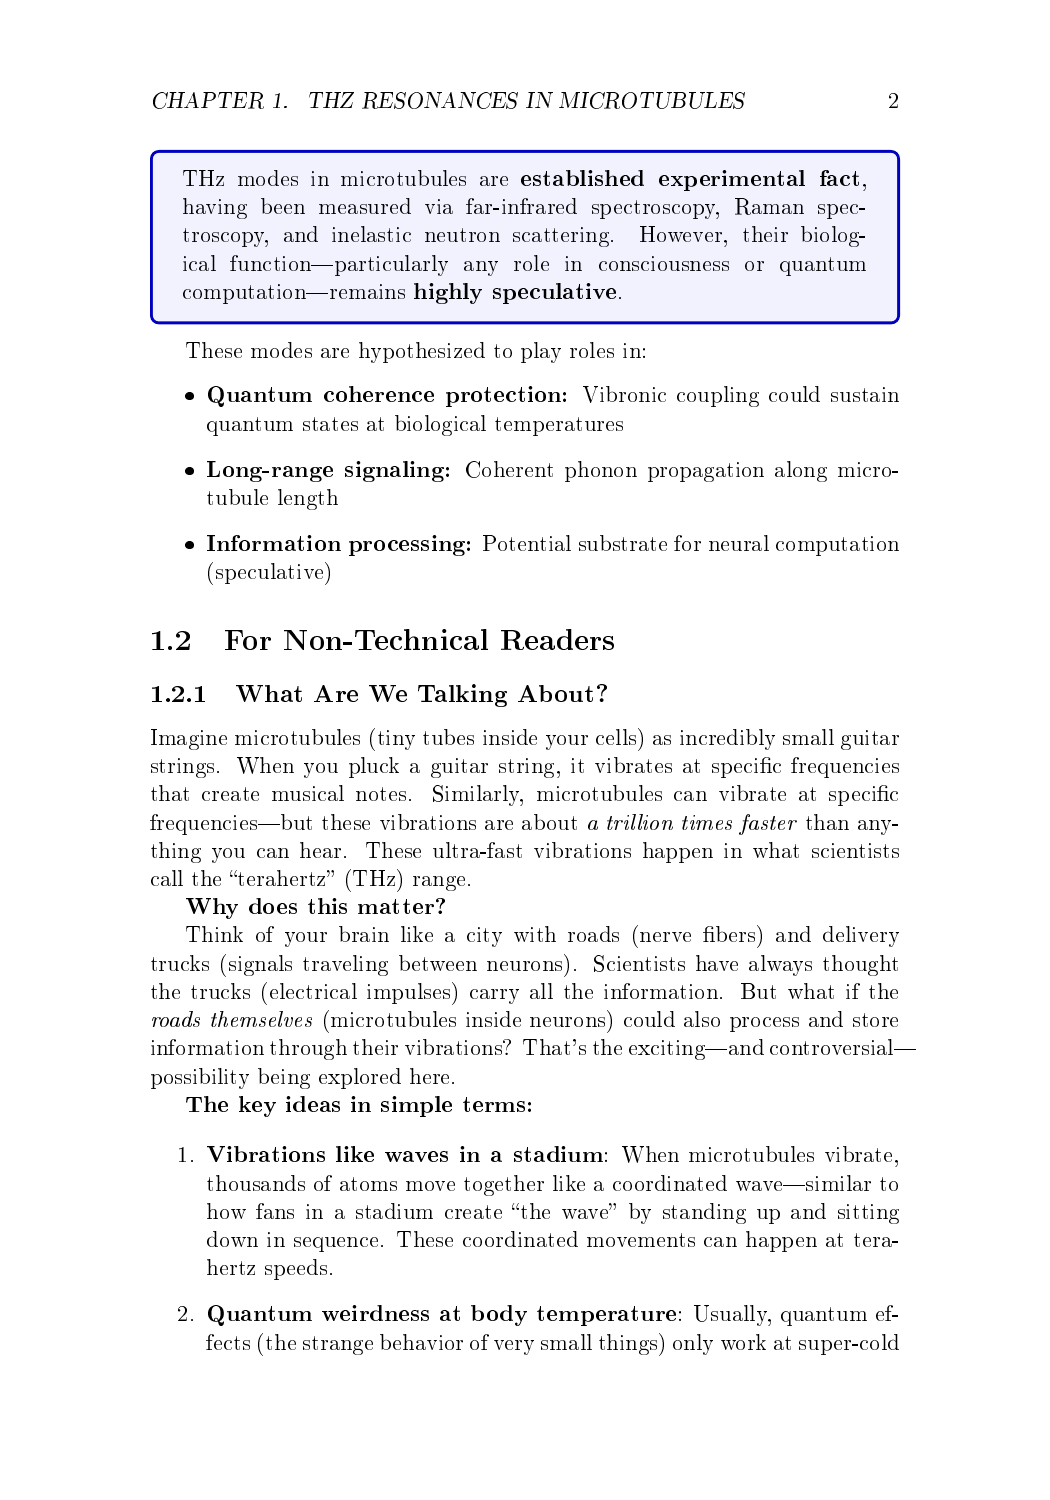 CHAPTER 1. THZ RESONANCES IN MICROTUBULES 2
THz modes in microtubules are established experimental fact,
having been measured via far-infrared spectroscopy, Raman spec-
troscopy, and inelastic neutron scattering. However, their biolog-
ical function—particularly any role in consciousness or quantum
computation—remains highly speculative.
These modes are hypothesized to play roles in:
• Quantum coherence protection: Vibronic coupling could sustain
quantum states at biological temperatures
• Long-range signaling: Coherent phonon propagation along micro-
tubule length
• Information processing: Potential substrate for neural computation
(speculative)
1.2 For Non-Technical Readers
1.2.1 What Are We Talking About?
Imagine microtubules (tiny tubes inside your cells) as incredibly small guitar
strings. When you pluck a guitar string, it vibrates at specific frequencies
that create musical notes. Similarly, microtubules can vibrate at specific
frequencies—but these vibrations are about a trillion times faster than any-
thing you can hear. These ultra-fast vibrations happen in what scientists
call the “terahertz” (THz) range.
Why does this matter?
Think of your brain like a city with roads (nerve fibers) and delivery
trucks (signals traveling between neurons). Scientists have always thought
the trucks (electrical impulses) carry all the information. But what if the
roads themselves (microtubules inside neurons) could also process and store
information through their vibrations? That’s the exciting—and controversial—
possibility being explored here.
The key ideas in simple terms:
1. Vibrations like waves in a stadium: When microtubules vibrate,
thousands of atoms move together like a coordinated wave—similar to
how fans in a stadium create “the wave” by standing up and sitting
down in sequence. These coordinated movements can happen at tera-
hertz speeds.
2. Quantum weirdness at body temperature: Usually, quantum ef-
fects (the strange behavior of very small things) only work at super-cold